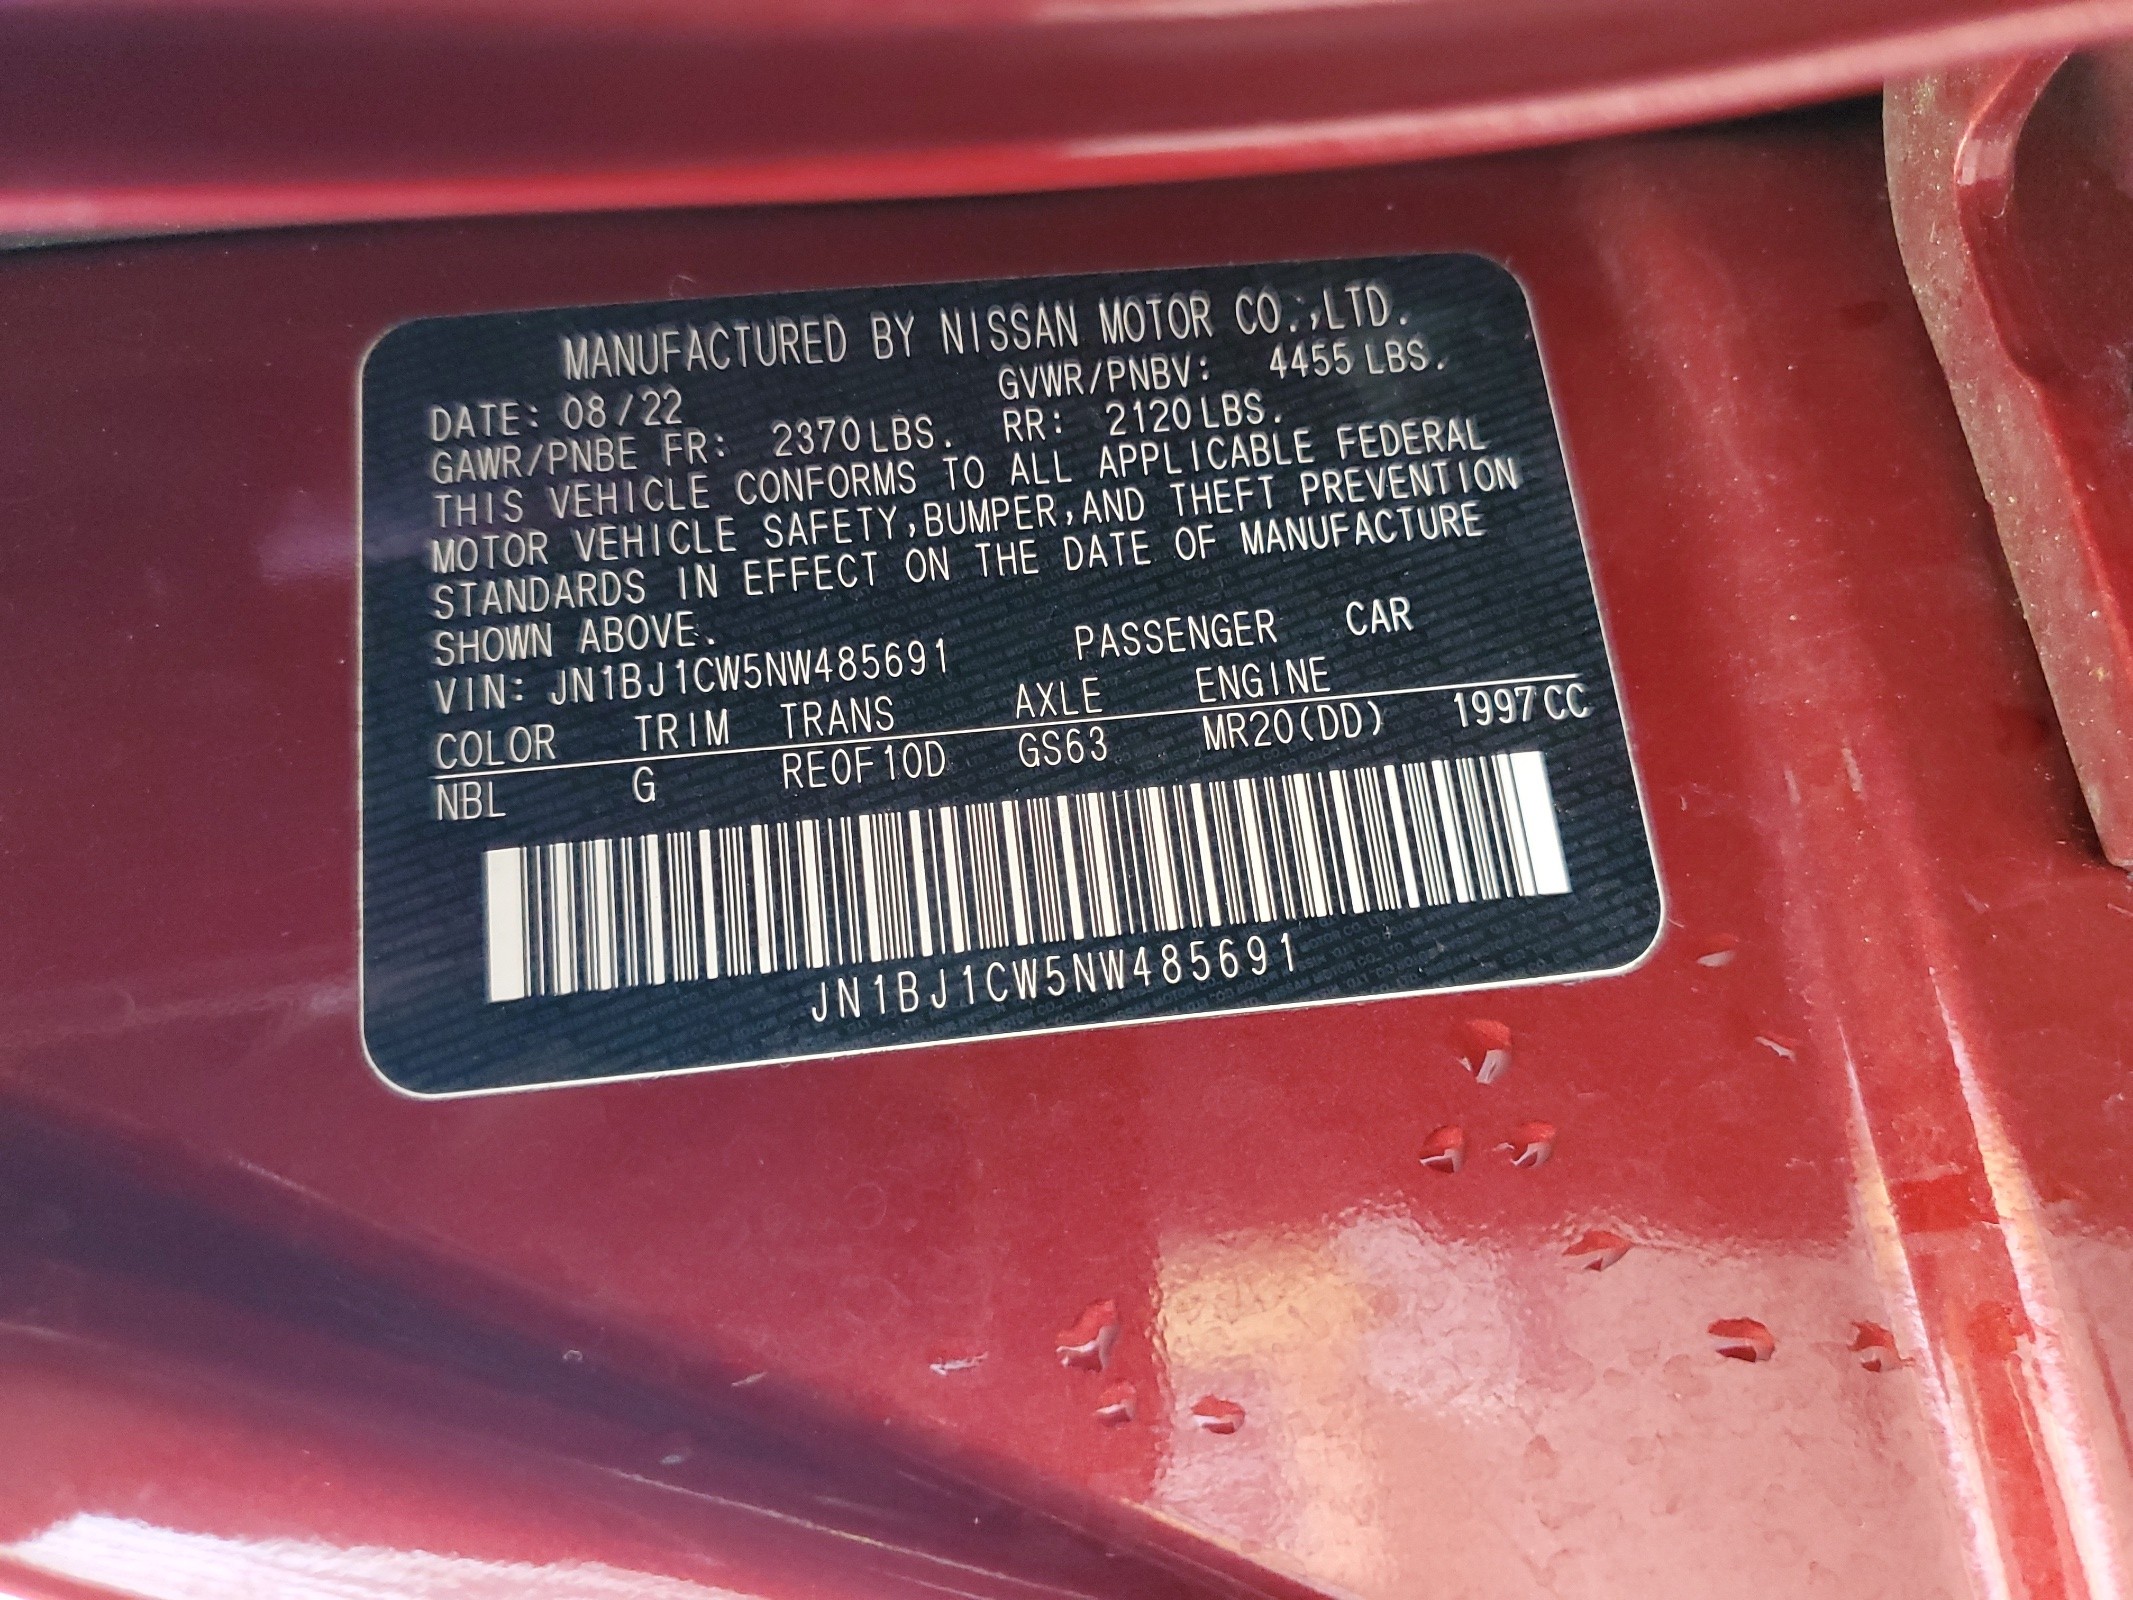 MANUFACTURED BY NISSAN MOTOR CO.,LTD.
DATE: 08/22 GVWR/PNBV: 4455 LBS.
GAWR/PNBE FR: 2370 LBS. RR: 2120 LBS.
THIS VEHICLE CONFORMS TO ALL APPLICABLE FEDERAL
MOTOR VEHICLE SAFETY,BUMPER,AND THEFT PREVENTION
STANDARDS IN EFFECT ON THE DATE OF MANUFACTURE
SHOWN ABOVE.
VIN: JN1BJ1CW5NW485691 PASSENGER CAR
COLOR TRIM TRANS AXLE ENGINE
NBL G RE0F10D GS63 MR20(DD) 1997 CC
JN1BJ1CW5NW485691